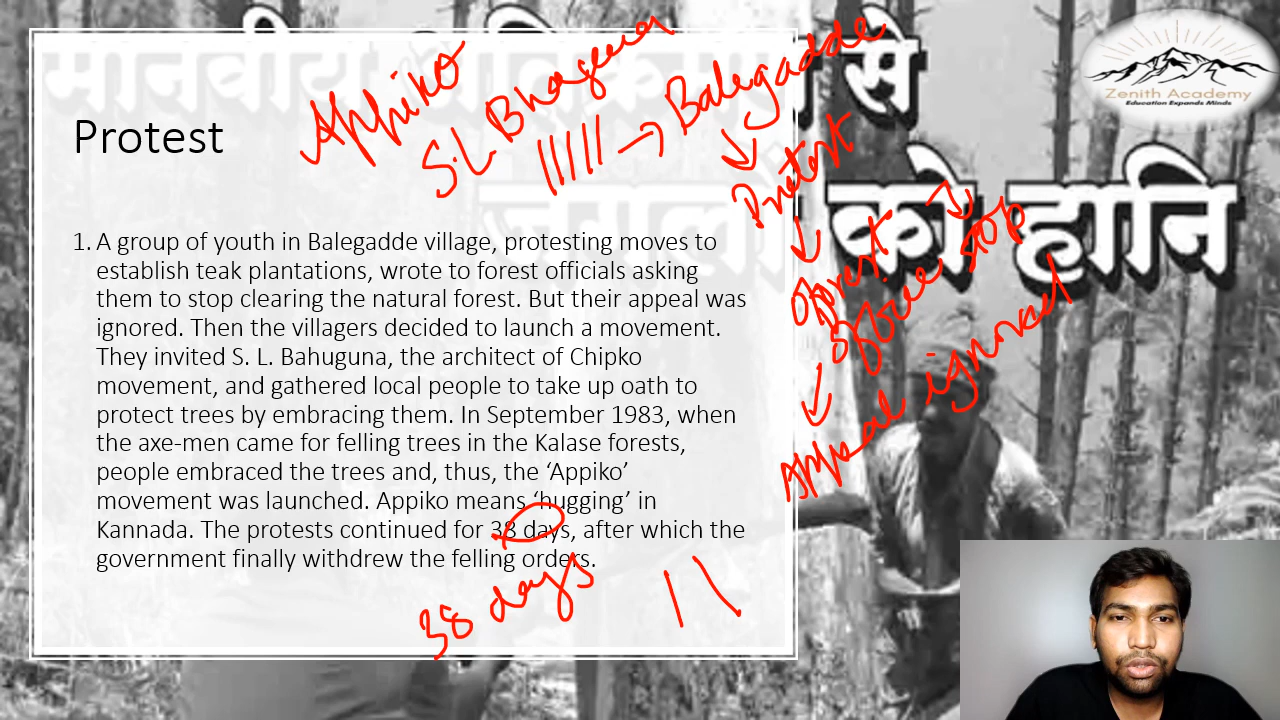 मानवीय
से
को हानि
Zenith Academy
Education Expands Minds
Protest
Appiko
S.L Bhaguna
Balegadde
Protest
Forest
Office stop
Appeal ignored
1. A group of youth in Balegadde village, protesting moves to
establish teak plantations, wrote to forest officials asking
them to stop clearing the natural forest. But their appeal was
ignored. Then the villagers decided to launch a movement.
They invited S. L. Bahuguna, the architect of Chipko
movement, and gathered local people to take up oath to
protect trees by embracing them. In September 1983, when
the axe-men came for felling trees in the Kalase forests,
people embraced the trees and, thus, the ‘Appiko’
movement was launched. Appiko means ‘hugging’ in
Kannada. The protests continued for 38 days, after which the
government finally withdrew the felling orders.
38 days